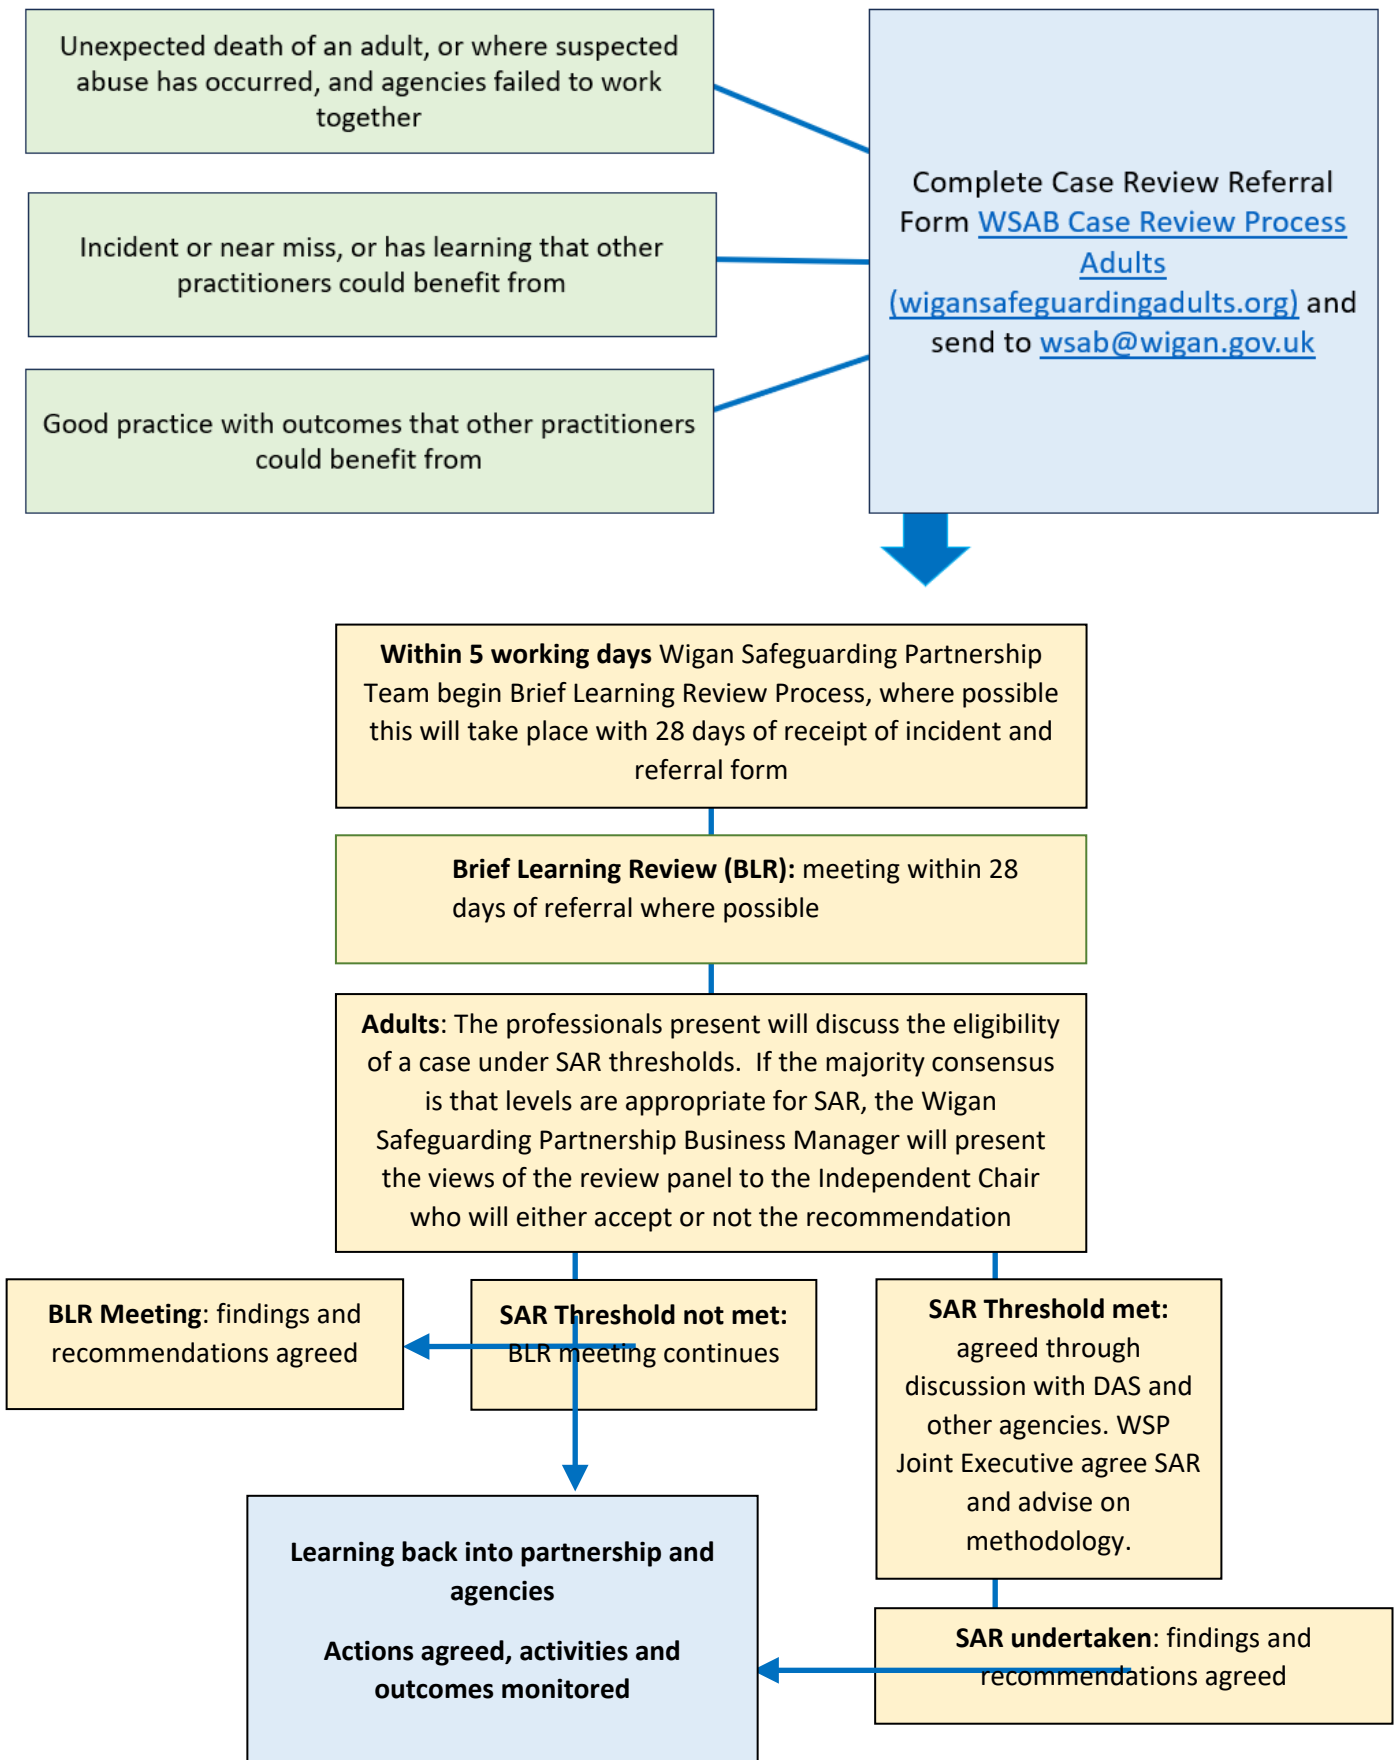 Unexpected death of an adult, or where suspected
abuse has occurred, and agencies failed to work
together
Incident or near miss, or has learning that other
practitioners could benefit from
Good practice with outcomes that other practitioners
could benefit from
Complete Case Review Referral
Form WSAB Case Review Process
Adults
(wigansafeguardingadults.org) and
send to wsab@wigan.gov.uk
Within 5 working days Wigan Safeguarding Partnership
Team begin Brief Learning Review Process, where possible
this will take place with 28 days of receipt of incident and
referral form
Brief Learning Review (BLR): meeting within 28
days of referral where possible
Adults: The professionals present will discuss the eligibility
of a case under SAR thresholds. If the majority consensus
is that levels are appropriate for SAR, the Wigan
Safeguarding Partnership Business Manager will present
the views of the review panel to the Independent Chair
who will either accept or not the recommendation
BLR Meeting: findings and
recommendations agreed
SAR Threshold not met:
BLR meeting continues
SAR Threshold met:
agreed through
discussion with DAS and
other agencies. WSP
Joint Executive agree SAR
and advise on
methodology.
Learning back into partnership and
agencies
Actions agreed, activities and
outcomes monitored
SAR undertaken: findings and
recommendations agreed